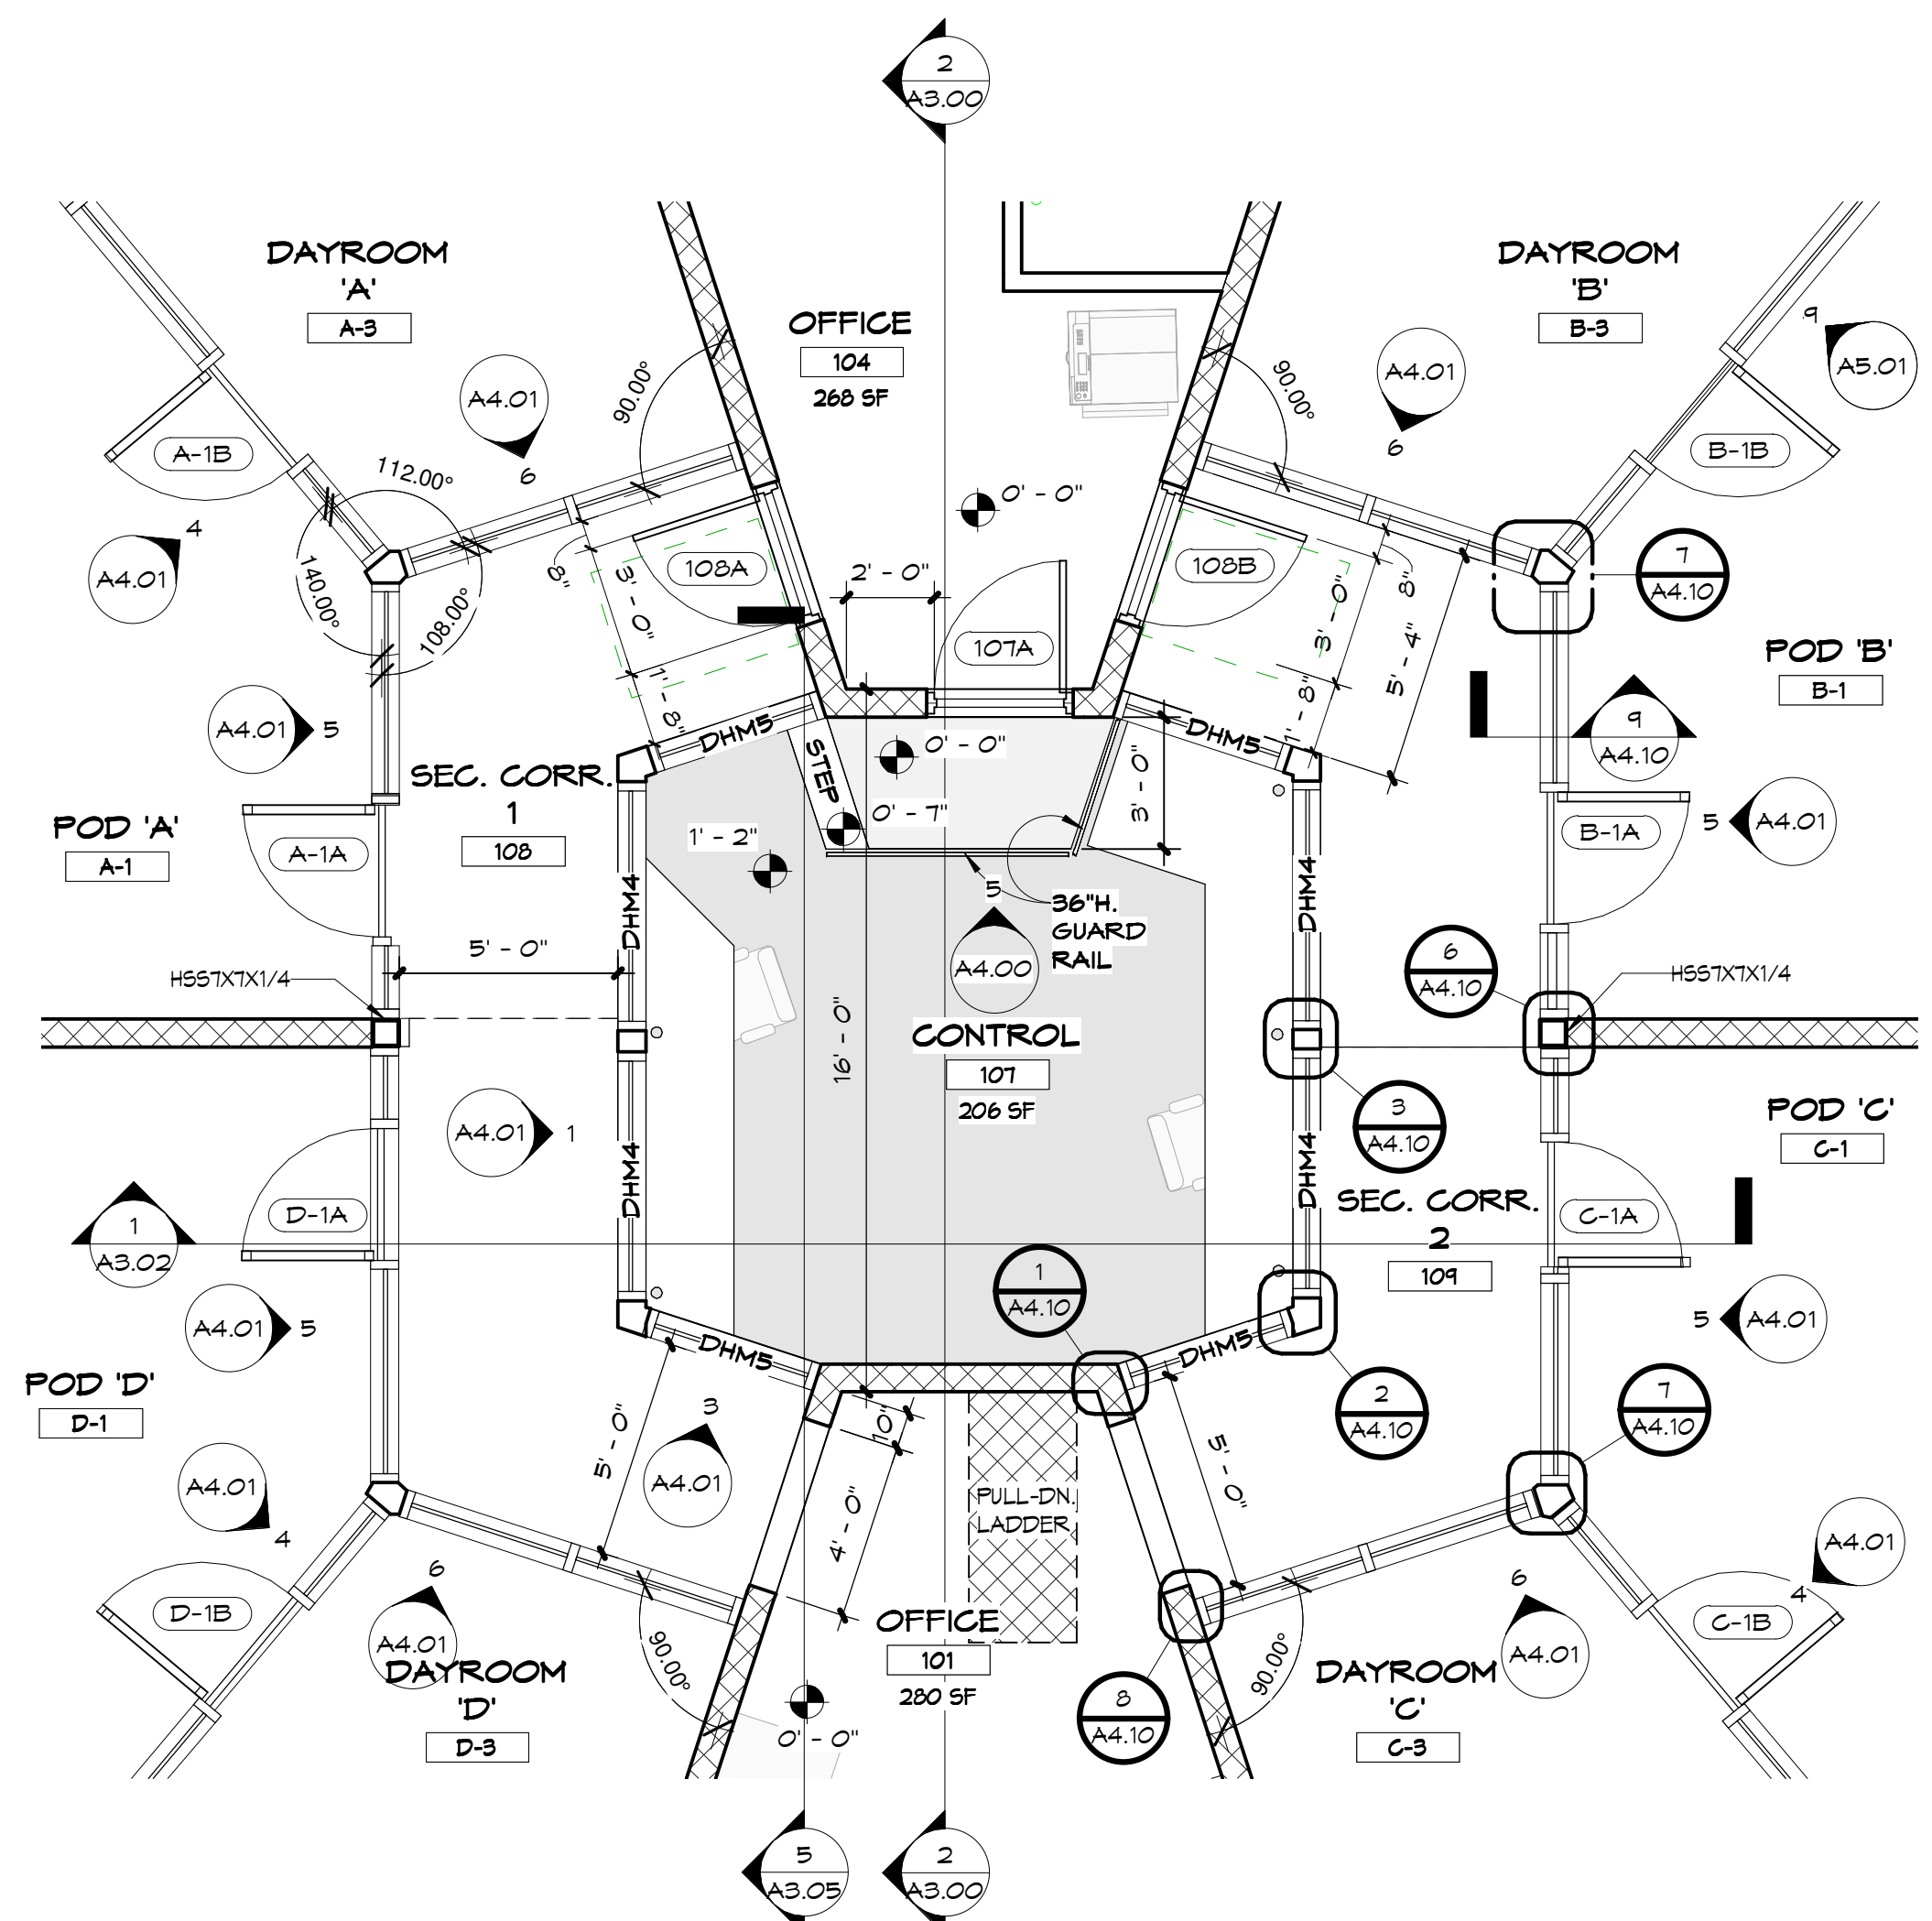 2
A3.00
DAYROOM
'A'
A-3
OFFICE
104
268 SF
DAYROOM
'B'
B-3
9
A5.01
A4.01
6
90.00°
90.00°
A4.01
6
A-1B
B-1B
112.00°
4
A4.01
140.00°
108.00°
8"
3' - 0"
1' - 8"
108A
0' - 0"
2' - 0"
107A
108B
3' - 0"
8"
1' - 8"
5' - 4"
7
A4.10
POD 'B'
B-1
A4.01
5
DHM5
STEP
0' - 0"
0' - 7"
1' - 2"
3' - 0"
DHM5
9
A4.10
SEC. CORR.
1
108
POD 'A'
A-1
A-1A
B-1A
5
A4.01
DHM4
DHM4
5
36"H.
GUARD
RAIL
A4.00
5' - 0"
HSS7X7X1/4
6
A4.10
HSS7X7X1/4
16' - 0"
CONTROL
107
206 SF
3
A4.10
POD 'C'
C-1
A4.01
1
DHM4
DHM4
SEC. CORR.
2
109
D-1A
C-1A
1
A3.02
1
A4.10
A4.01
5
5
A4.01
DHM5
DHM5
POD 'D'
D-1
2
A4.10
7
A4.10
5' - 0"
3
A4.01
10"
4' - 0"
PULL-DN.
LADDER
5' - 0"
A4.01
4
A4.01
4
6
A4.01
6
A4.01
D-1B
C-1B
OFFICE
101
280 SF
DAYROOM
'D'
D-3
90.00°
0' - 0"
8
A4.10
90.00°
DAYROOM
'C'
C-3
5
A3.05
2
A3.00